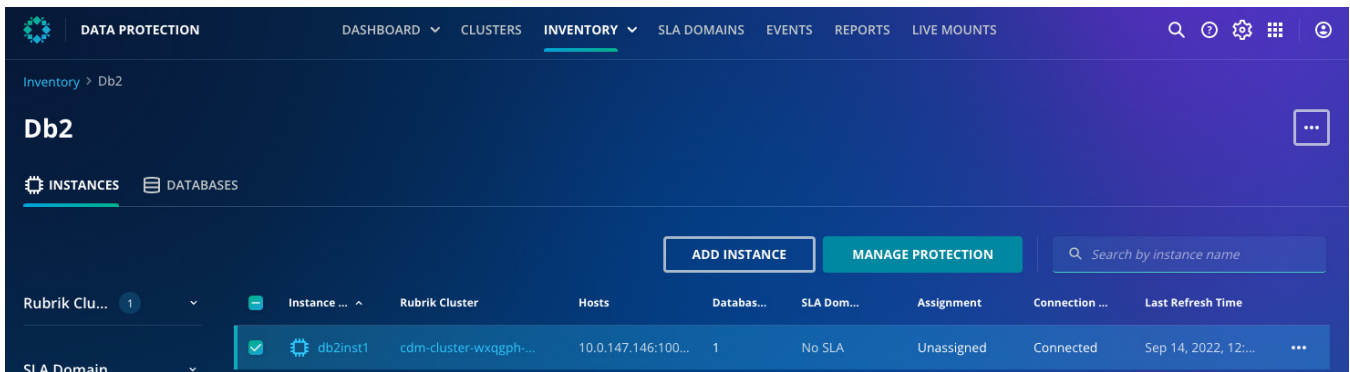 DATA PROTECTION DASHBOARD CLUSTERS INVENTORY SLA DOMAINS EVENTS REPORTS LIVE MOUNTS
Inventory > Db2
Db2
INSTANCES DATABASES
ADD INSTANCE MANAGE PROTECTION Search by instance name
Rubrik Clu... 1 Instance ... Rubrik Cluster Hosts Databas... SLA Dom... Assignment Connection ... Last Refresh Time
db2inst1 cdm-cluster-wxqgph-... 10.0.147.146:100... 1 No SLA Unassigned Connected Sep 14, 2022, 12:...
SLA Domain